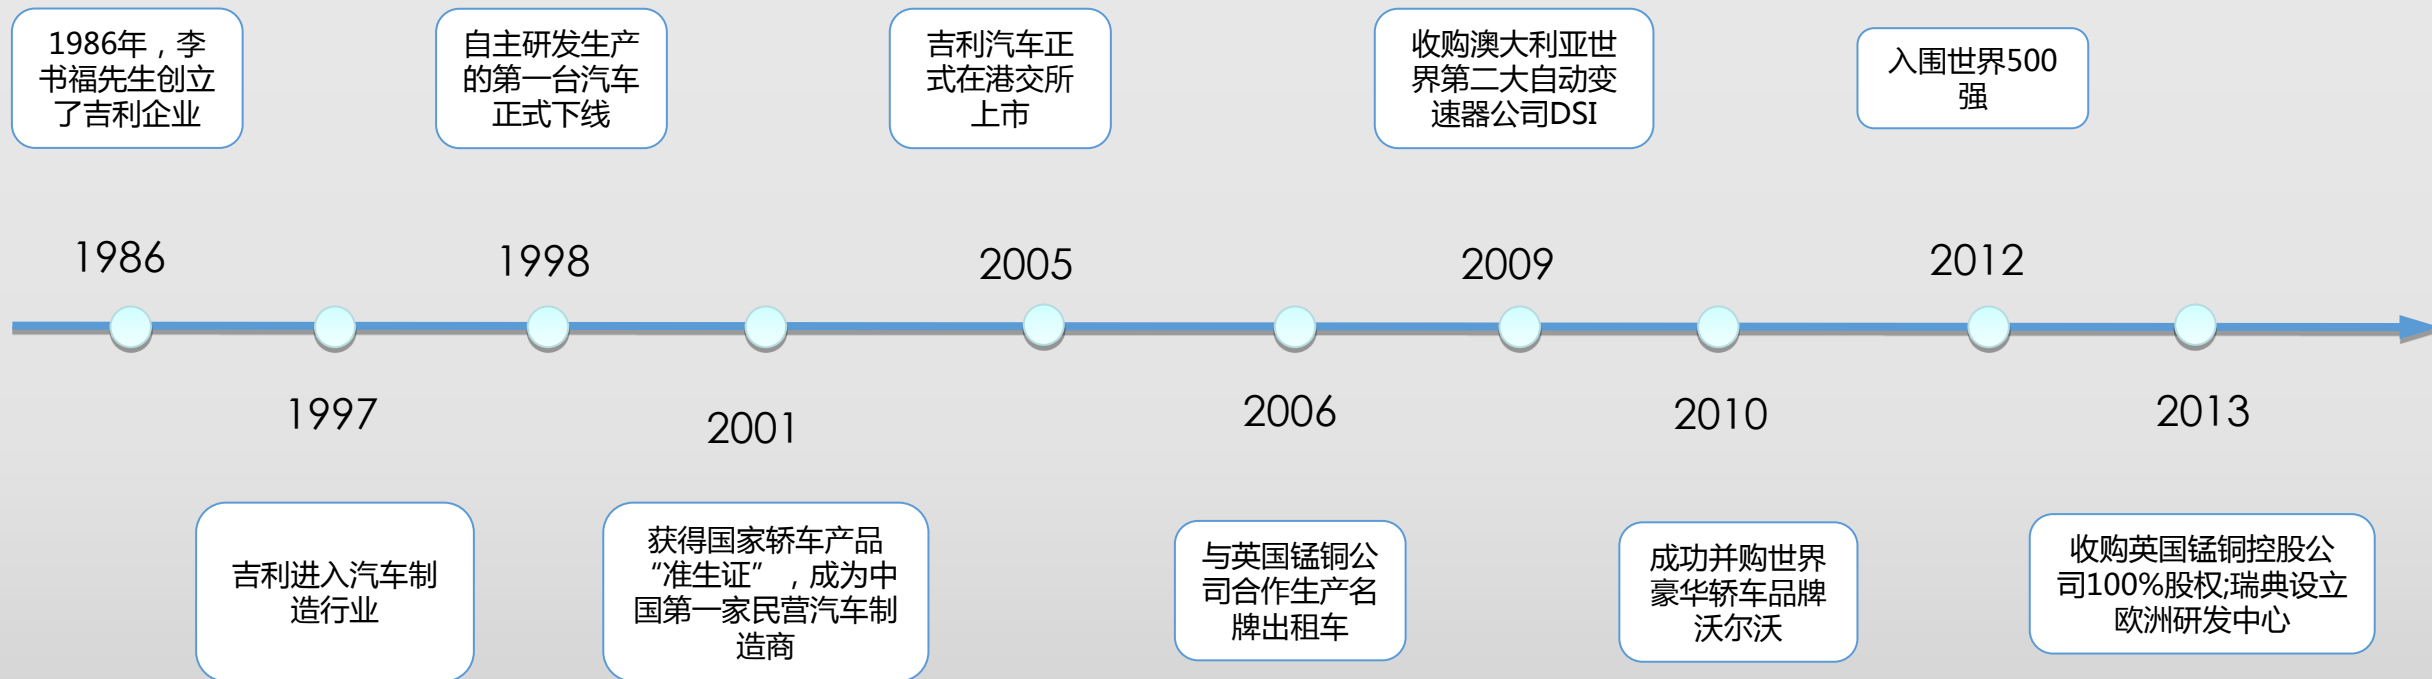 1986年，李
书福先生创立
了吉利企业
自主研发生产
的第一台汽车
正式下线
吉利汽车正
式在港交所
上市
收购澳大利亚世
界第二大自动变
速器公司DSI
入围世界500
强
1986
1998
2005
2009
2012
1997
2001
2006
2010
2013
吉利进入汽车制
造行业
获得国家轿车产品
“准生证”，成为中
国第一家民营汽车制
造商
与英国锰铜公
司合作生产名
牌出租车
成功并购世界
豪华轿车品牌
沃尔沃
收购英国锰铜控股公
司100%股权;瑞典设立
欧洲研发中心